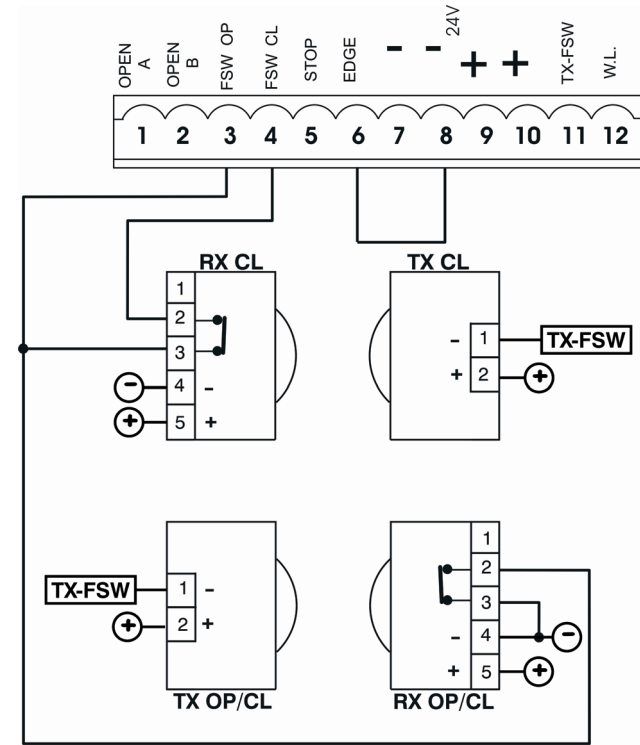 OPEN A
OPEN B
FSW OP
FSW CL
STOP
EDGE
-
-
24V
+
+
TX-FSW
W.L.
1 2 3 4 5 6 7 8 9 10 11 12
RX CL
1
2
3
4 -
5 +
-
+
TX CL
- 1 TX-FSW
+ 2 +
TX-FSW 1 -
+ 2 +
TX OP/CL
1
2
3
- 4 -
+ 5 +
RX OP/CL